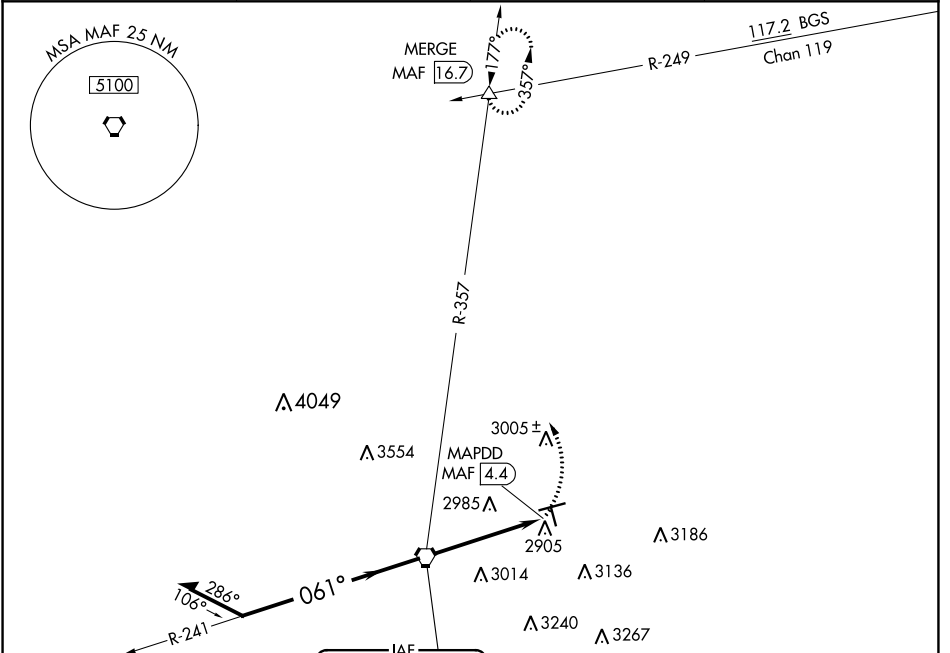 MSA MAF 25 NM
5100
MERGE
MAF 16.7
177°
357°
117.2 BGS
Chan 119
R-249
R-357
4049
3554
3005±
MAPDD
MAF 4.4
2985
2905
3186
3014
3136
3240
3267
061°
286°
106°
R-241
IAF